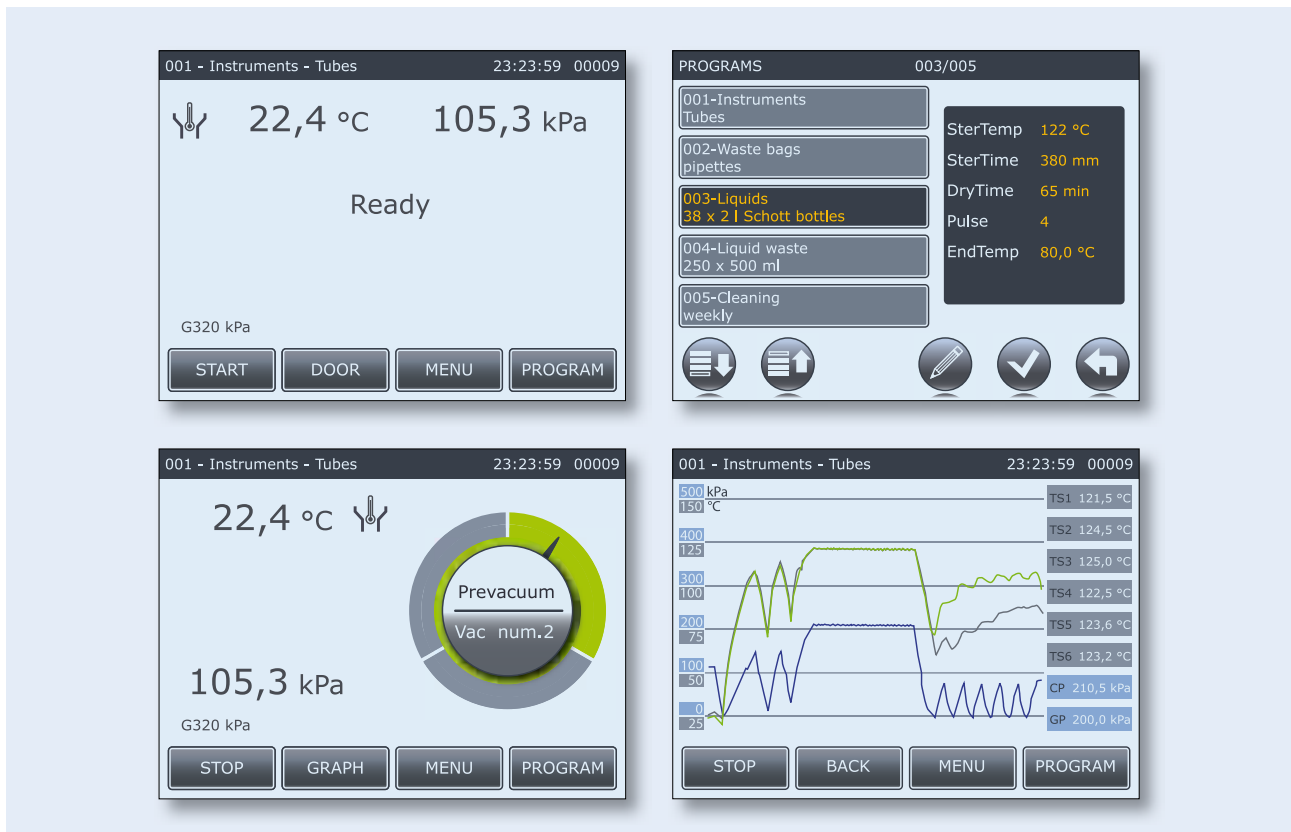 001 - Instruments - Tubes 23:23:59 00009
22,4 °C 105,3 kPa
Ready
G320 kPa
START DOOR MENU PROGRAM
PROGRAMS 003/005
001-Instruments
Tubes
002-Waste bags
pipettes
003-Liquids
38 x 2 l Schott bottles
004-Liquid waste
250 x 500 ml
005-Cleaning
weekly
SterTemp 122 °C
SterTime 380 mm
DryTime 65 min
Pulse 4
EndTemp 80,0 °C
001 - Instruments - Tubes 23:23:59 00009
22,4 °C
Prevacuum
Vac num.2
105,3 kPa
G320 kPa
STOP GRAPH MENU PROGRAM
001 - Instruments - Tubes 23:23:59 00009
500 kPa
150 °C
400
125
300
100
200
75
100
50
0
25
TS1 121,5 °C
TS2 124,5 °C
TS3 125,0 °C
TS4 122,5 °C
TS5 123,6 °C
TS6 123,2 °C
CP 210,5 kPa
GP 200,0 kPa
STOP BACK MENU PROGRAM